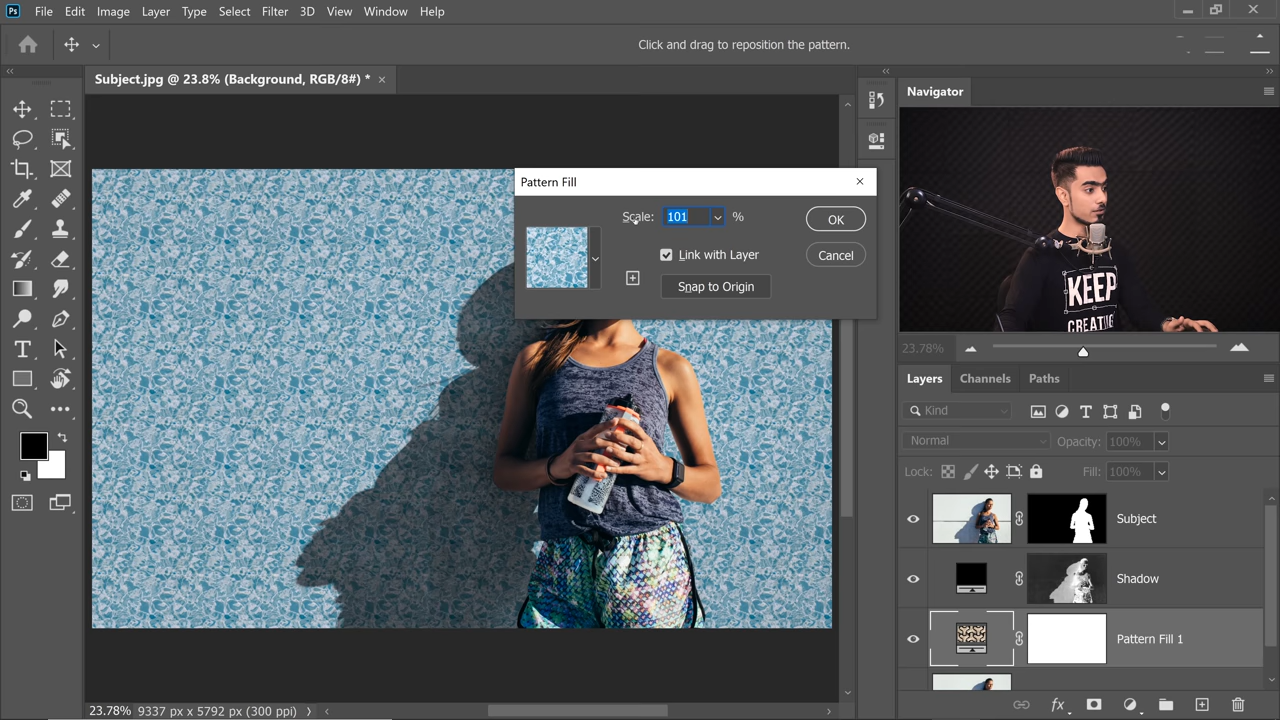 Ps File Edit Image Layer Type Select Filter 3D View Window Help
Click and drag to reposition the pattern.
Subject.jpg @ 23.8% (Background, RGB/8#) * ×
Navigator
Pattern Fill
Scale: 101 %
OK
Link with Layer
Cancel
Snap to Origin
KEEP
CREATING
23.78%
Layers Channels Paths
Kind
Normal Opacity: 100%
Lock: Fill: 100%
Subject
Shadow
Pattern Fill 1
fx
23.78% 9337 px x 5792 px (300 ppi)